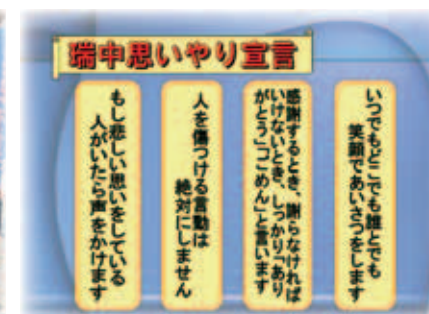 瑞中思いやり宣言
いつでもどこでも誰とでも
笑顔であいさつをします
感謝するとき、謝らなければ
いけないとき、しっかり「あり
がとう」「ごめん」と言います
人を傷つける言動は
絶対にしません
もし悲しい思いをしている
人がいたら声をかけます